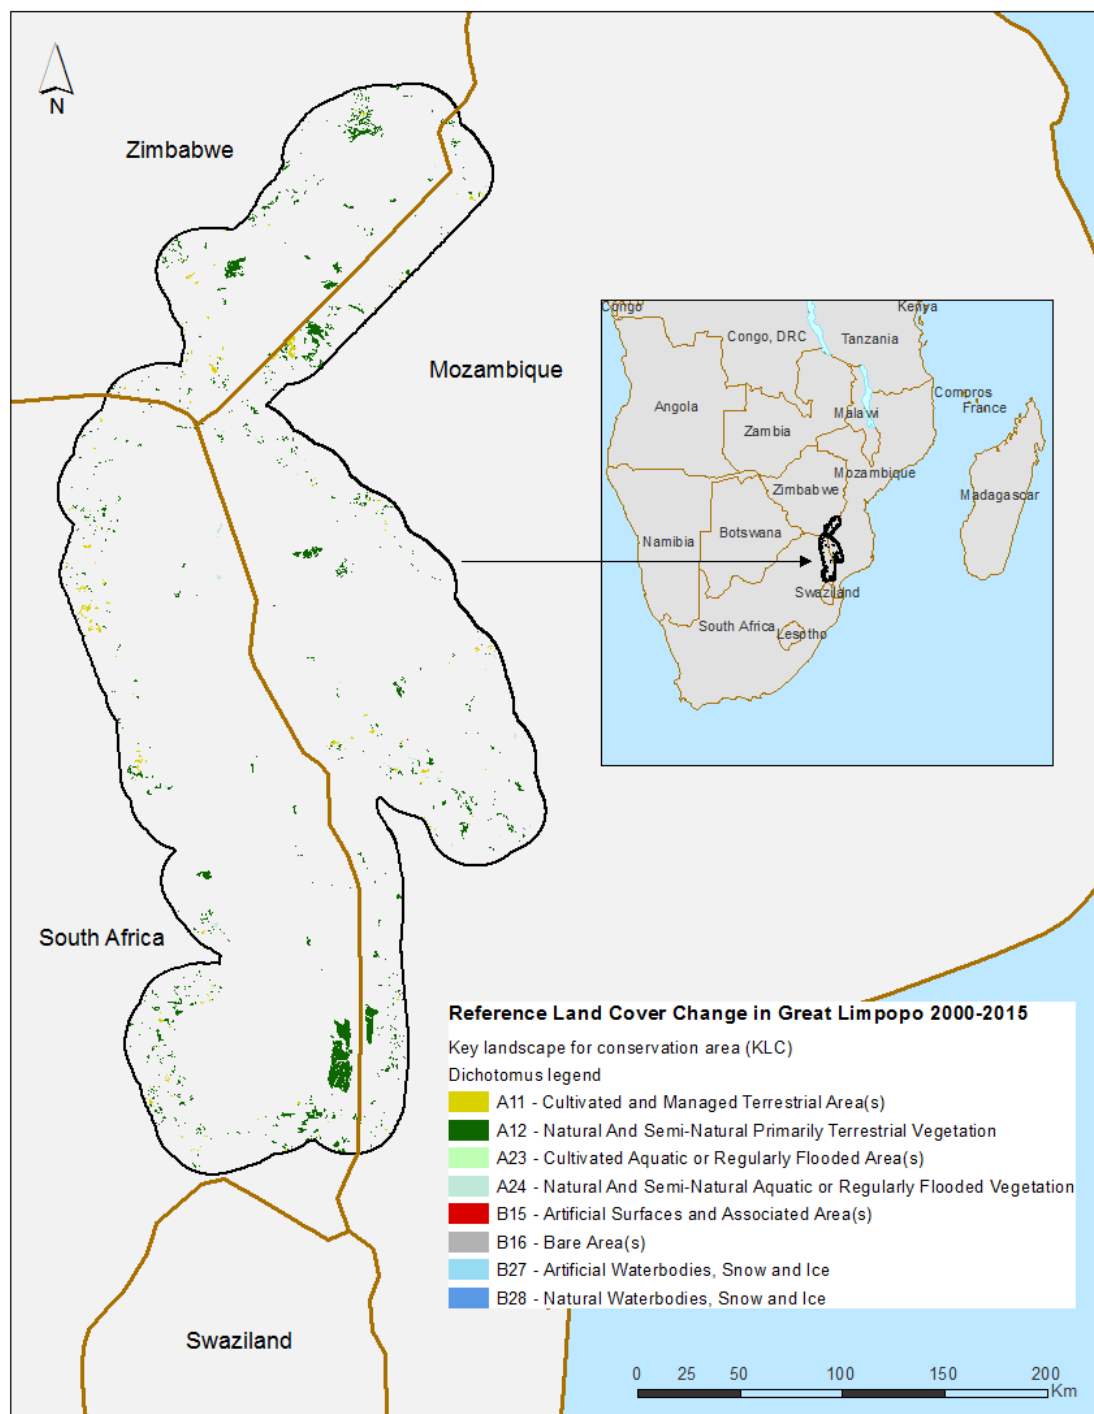 N
Zimbabwe
Mozambique
South Africa
Swaziland
Congo
Kenya
Congo, DRC
Tanzania
Comoros
France
Angola
Malawi
Zambia
Mozambique
Zimbabwe
Madagascar
Botswana
Namibia
Swaziland
South Africa
Lesotho
Reference Land Cover Change in Great Limpopo 2000-2015
Key landscape for conservation area (KLC)
Dichotomus legend
A11 - Cultivated and Managed Terrestrial Area(s)
A12 - Natural And Semi-Natural Primarily Terrestrial Vegetation
A23 - Cultivated Aquatic or Regularly Flooded Area(s)
A24 - Natural And Semi-Natural Aquatic or Regularly Flooded Vegetation
B15 - Artificial Surfaces and Associated Area(s)
B16 - Bare Area(s)
B27 - Artificial Waterbodies, Snow and Ice
B28 - Natural Waterbodies, Snow and Ice
0 25 50 100 150 200
Km